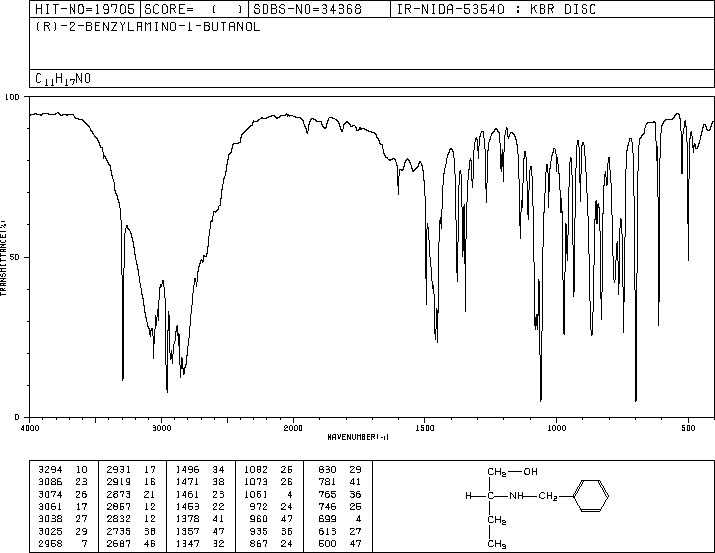 HIT-NO=19705 SCORE= ( ) SDBS-NO=34368 IR-NIDA-53540 : KBR DISC
(R)-2-BENZYLAMINO-1-BUTANOL
C11H17NO
100
50
0
TRANSMITTANCE(%)
4000 3000 2000 1500 1000 500
WAVENUMBER(-1)
3294 10 2931 17 1496 34 1082 26 830 29
3086 23 2919 16 1471 38 1073 26 781 41
3074 26 2873 21 1461 23 1061 4 765 36
3061 17 2857 12 1453 22 972 24 746 25
3038 27 2832 12 1378 41 960 47 699 4
3025 29 2735 38 1357 47 935 36 613 27
2958 7 2687 46 1347 32 867 24 500 47
CH2 OH
H C NH CH2
CH2
CH3